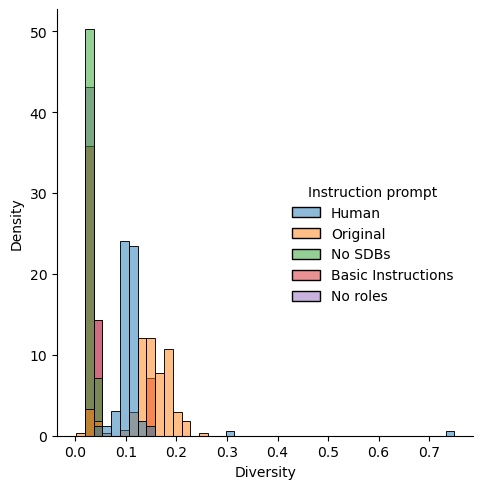 50
40
30
20
10
0
Density
Instruction prompt
Human
Original
No SDBs
Basic Instructions
No roles
0.0 0.1 0.2 0.3 0.4 0.5 0.6 0.7
Diversity